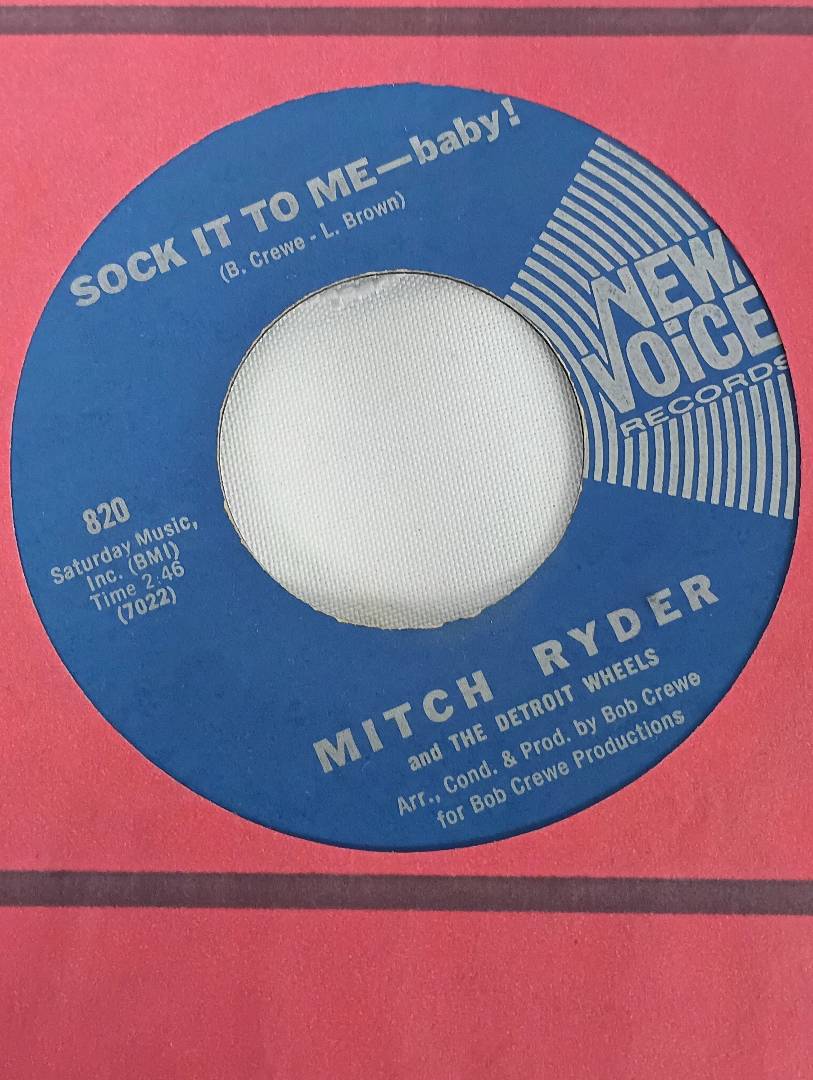 SOCK IT TO ME—baby!
(B. Crewe - L. Brown)
NEW
VOiCE
RECORDS
820
Saturday Music,
Inc. (BMI)
Time 2:46
(7022)
MITCH RYDER
and THE DETROIT WHEELS
Arr., Cond. & Prod. by Bob Crewe
for Bob Crewe Productions